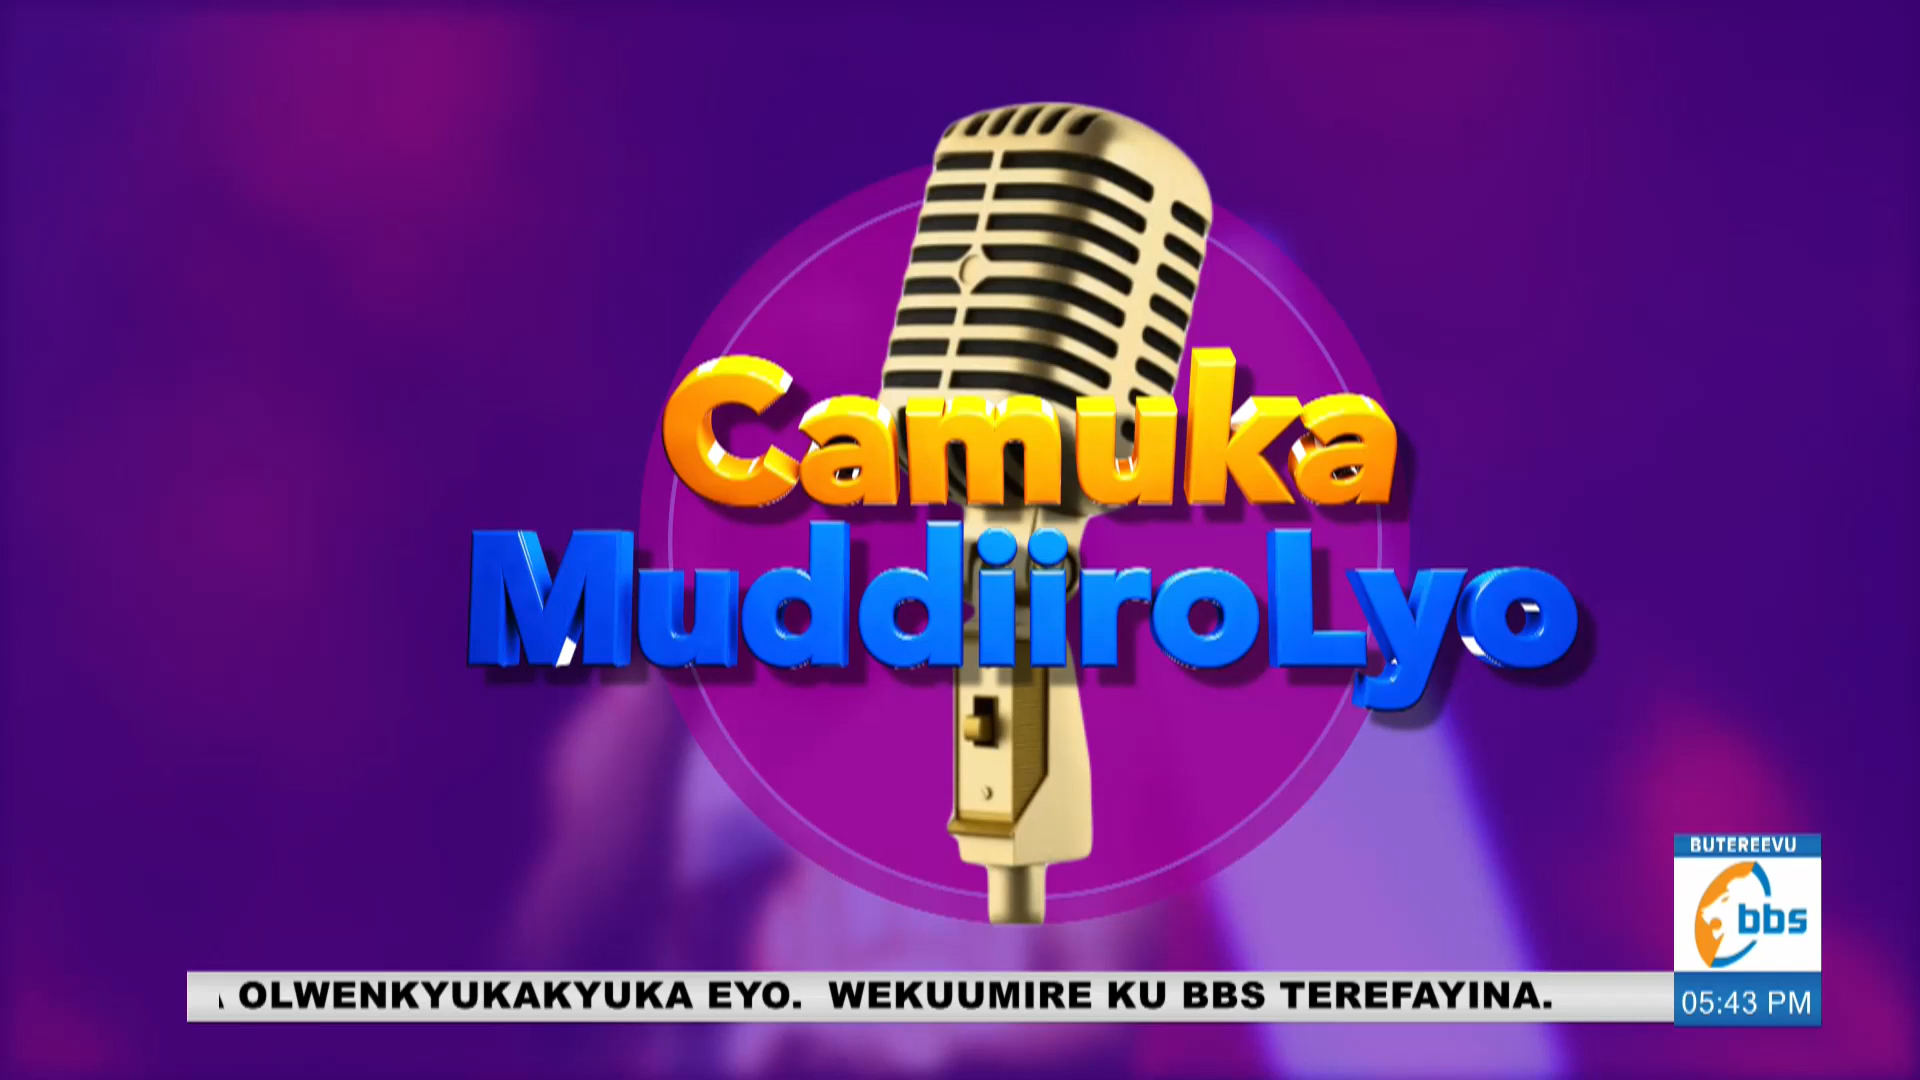 Camuka
MuddiiroLyo
BUTEREEVU
bbs
OLWENKYUKAKYUKA EYO. WEKUUMIRE KU BBS TEREFAYINA.
05:43 PM